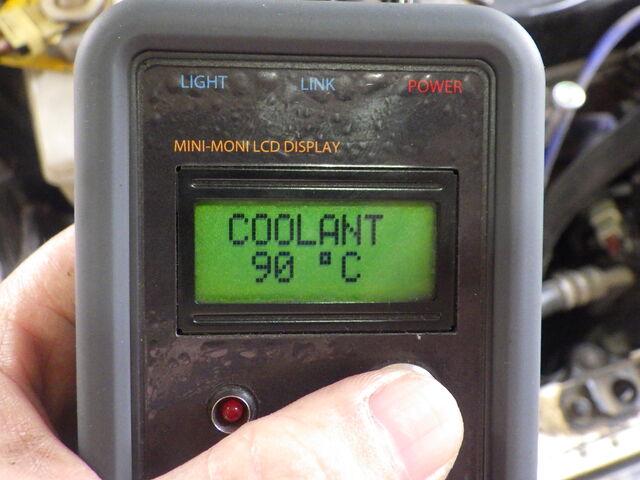 LIGHT LINK POWER
MINI-MONI LCD DISPLAY
COOLANT
90 °C